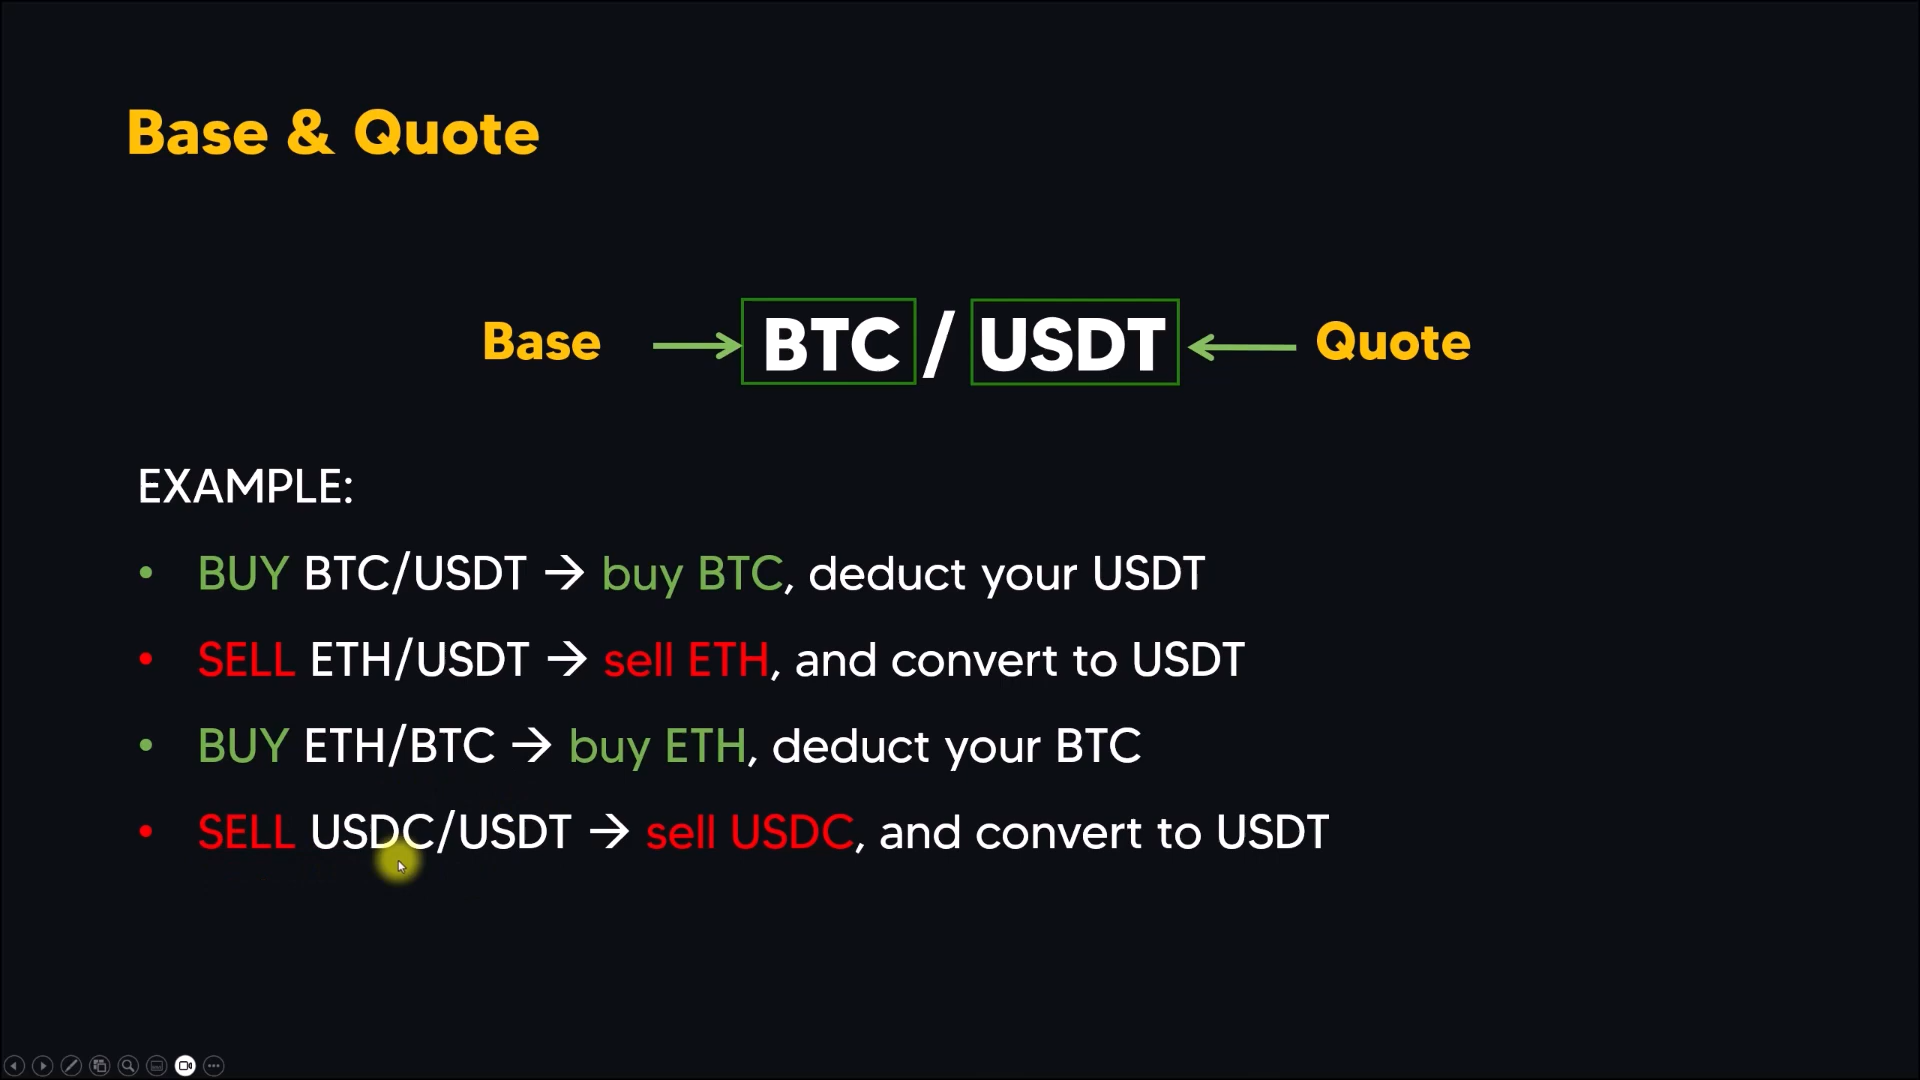 Base & Quote
Base → BTC / USDT ← Quote
EXAMPLE:
• BUY BTC/USDT → buy BTC, deduct your USDT
• SELL ETH/USDT → sell ETH, and convert to USDT
• BUY ETH/BTC → buy ETH, deduct your BTC
• SELL USDC/USDT → sell USDC, and convert to USDT